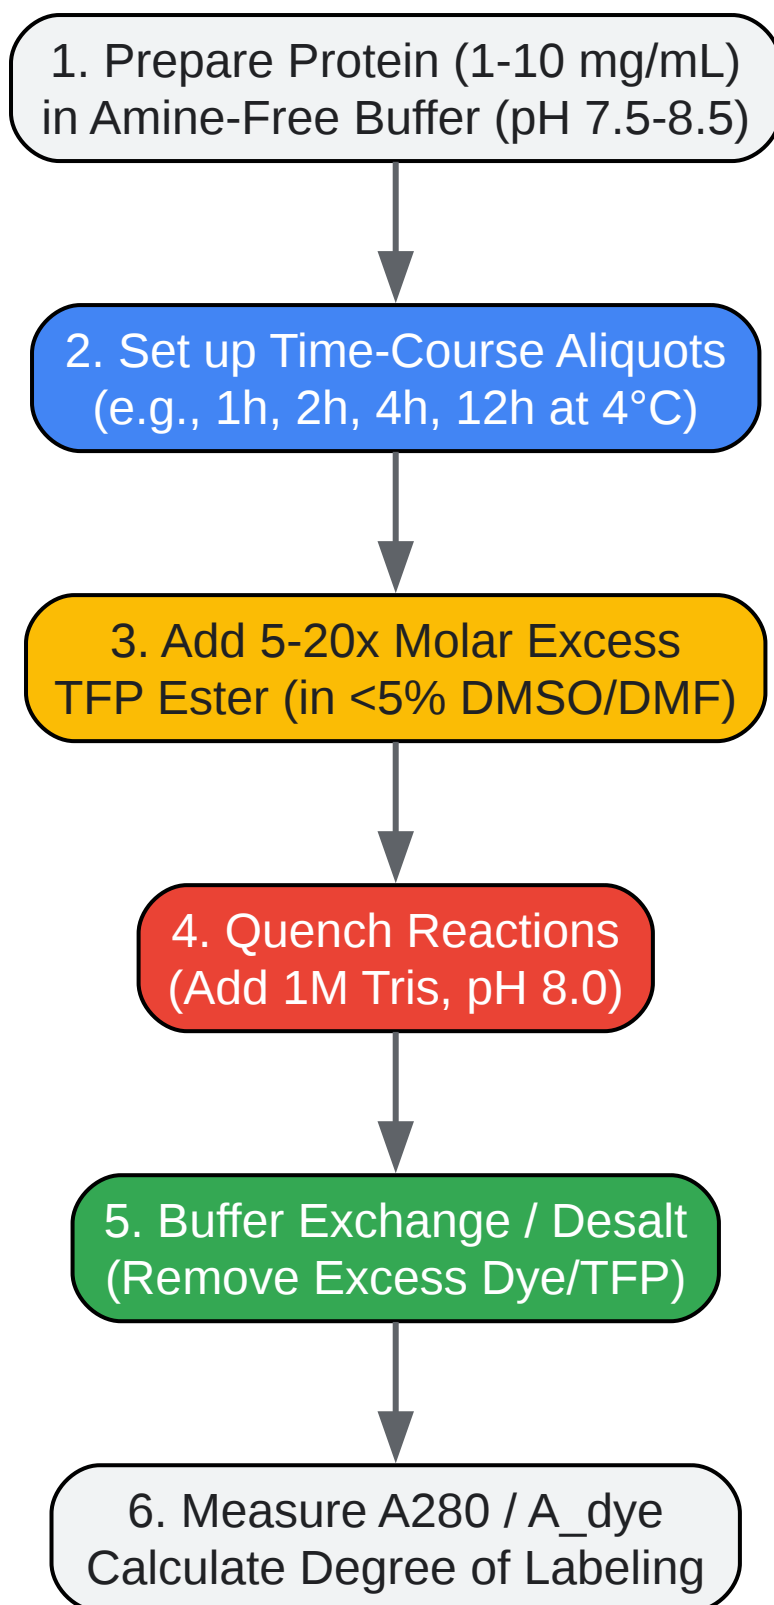 1. Prepare Protein (1-10 mg/mL)
in Amine-Free Buffer (pH 7.5-8.5)
2. Set up Time-Course Aliquots
(e.g., 1h, 2h, 4h, 12h at 4°C)
3. Add 5-20x Molar Excess
TFP Ester (in <5% DMSO/DMF)
4. Quench Reactions
(Add 1M Tris, pH 8.0)
5. Buffer Exchange / Desalt
(Remove Excess Dye/TFP)
6. Measure A280 / A_dye
Calculate Degree of Labeling